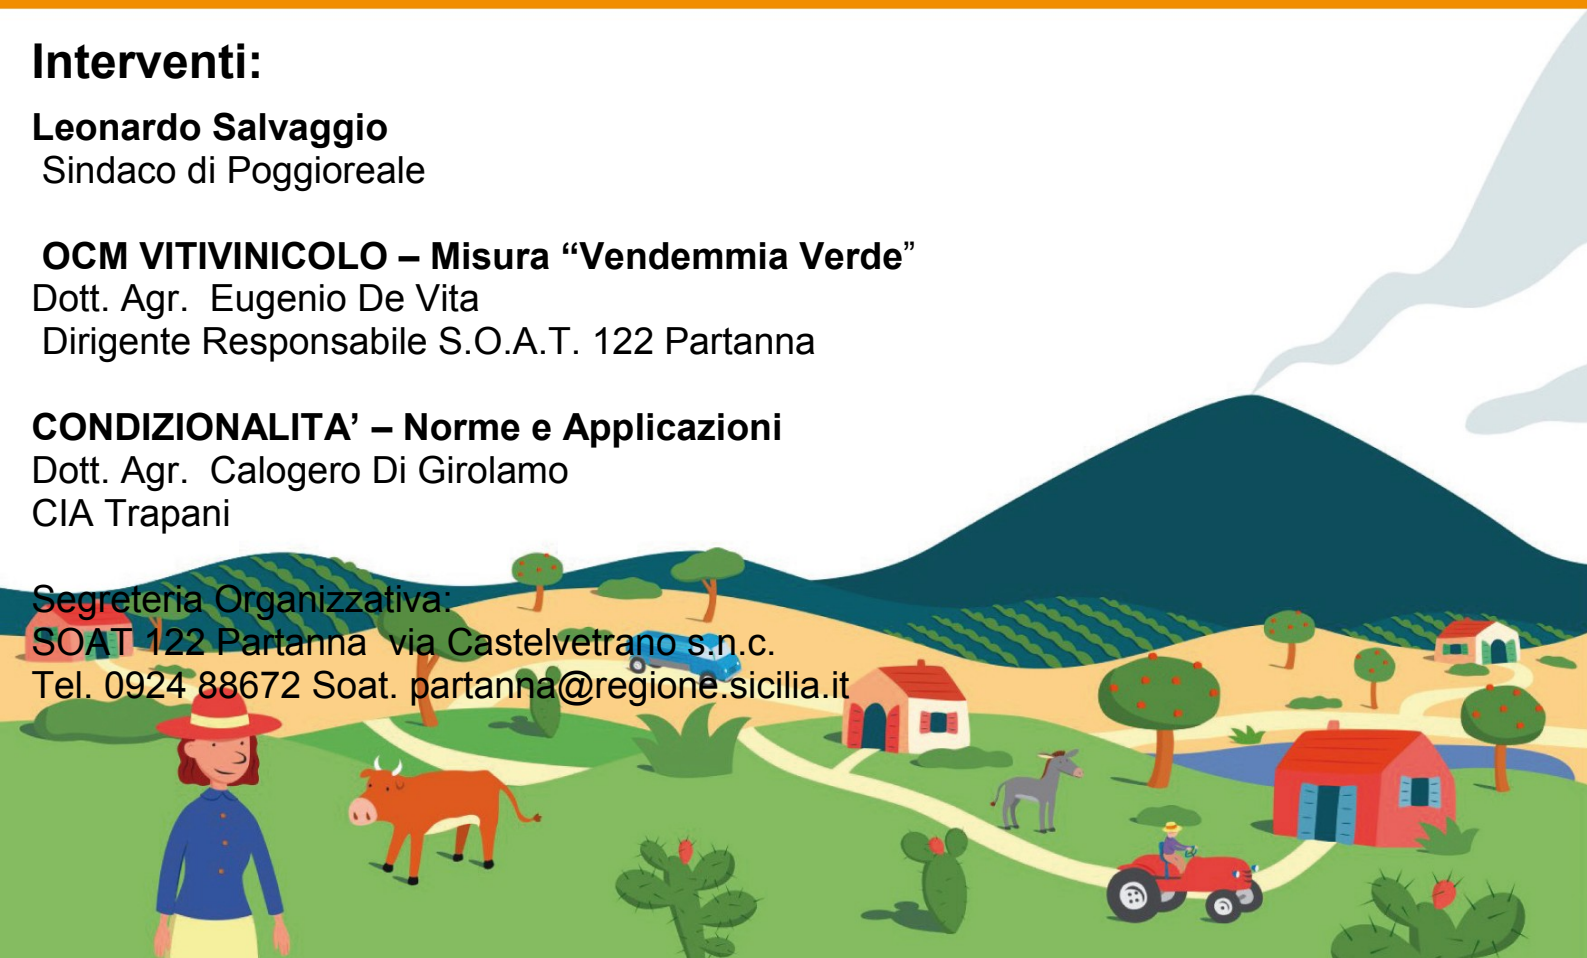 Interventi:
Leonardo Salvaggio
Sindaco di Poggioreale
OCM VITIVINICOLO – Misura “Vendemmia Verde”
Dott. Agr. Eugenio De Vita
Dirigente Responsabile S.O.A.T. 122 Partanna
CONDIZIONALITA’ – Norme e Applicazioni
Dott. Agr. Calogero Di Girolamo
CIA Trapani
Segreteria Organizzativa:
SOAT 122 Partanna via Castelvetrano s.n.c.
Tel. 0924 88672 Soat. partanna@regione.sicilia.it